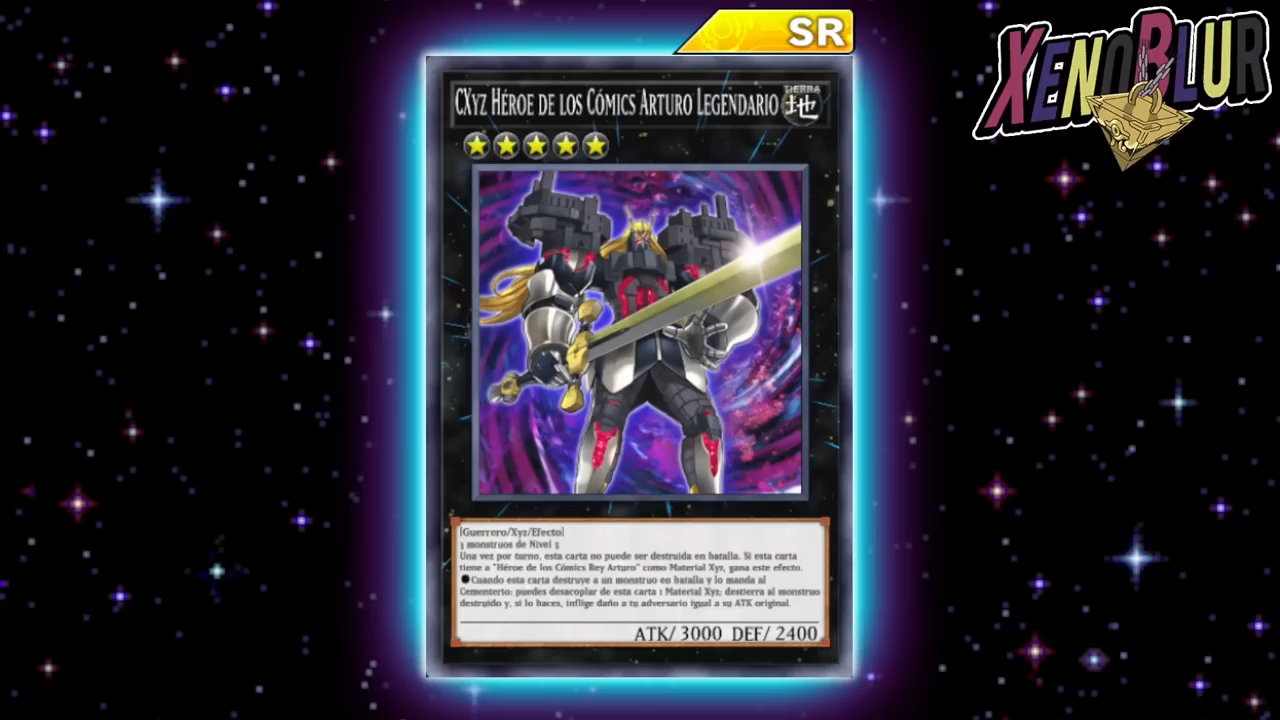 SR
XENOBLUR
CXyz Héroe de los Cómics Arturo Legendario
TIERRA
地
[Guerrero/Xyz/Efecto]
3 monstruos de Nivel 5
Una vez por turno, esta carta no puede ser destruida en batalla. Si esta carta
tiene a "Héroe de los Cómics Rey Arturo" como Material Xyz, gana este efecto.
●Cuando esta carta destruye a un monstruo en batalla y lo manda al
Cementerio: puedes desacoplar de esta carta 1 Material Xyz; destierra al monstruo
destruido y, si lo haces, inflige daño a tu adversario igual a su ATK original.
ATK/ 3000 DEF/ 2400